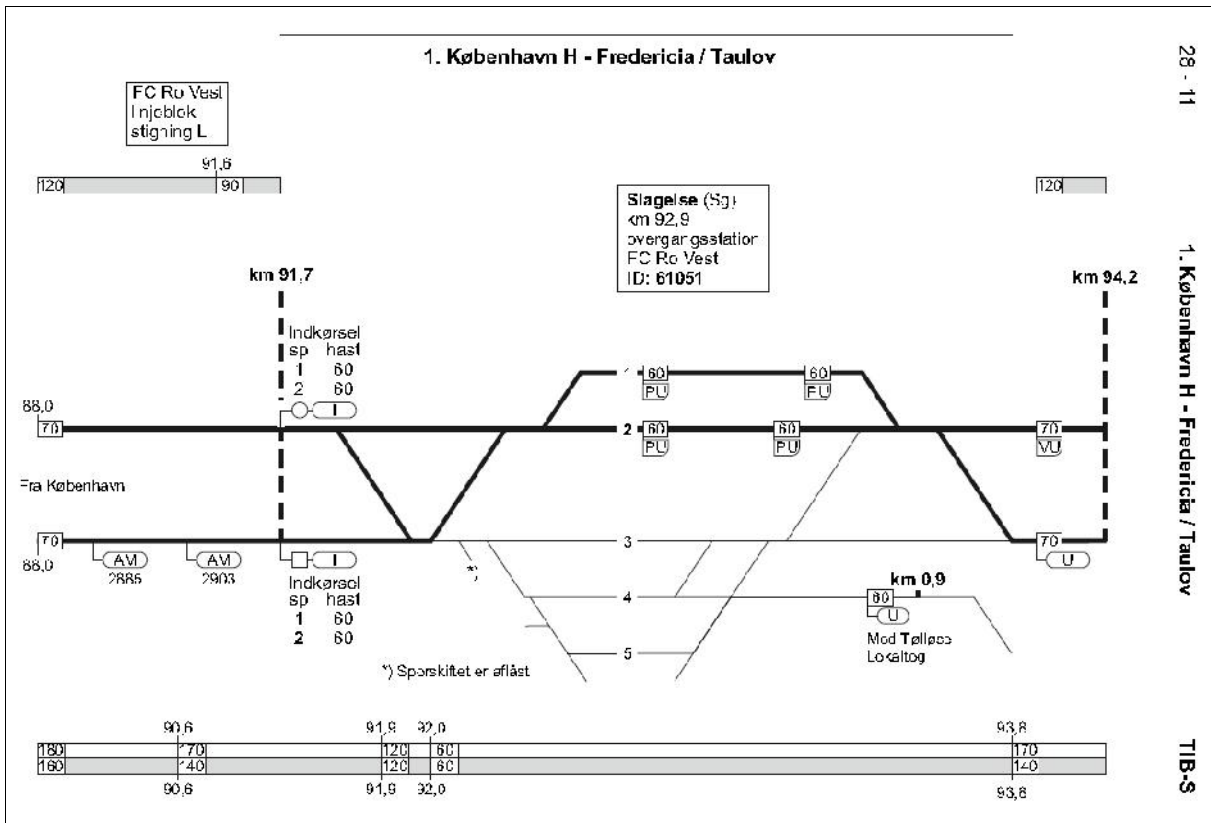 1. København H - Fredericia / Taulov
28 - 11
FC Ro Vest
Linjeblok
stigning L
91,6
120
90
120
Slagelse (Sg)
km 92,9
overgangsstation
FC Ro Vest
ID: 61051
km 91,7
km 94,2
1. København H - Fredericia / Taulov
Indkørsel
sp hast
1 60
2 60
I
88,0
70
1
60
60
PU
PU
2
60
60
70
PU
PU
VU
Fra København
70
88,0
AM
AM
I
2885
2903
Indkørsel
sp hast
1 60
2 60
*)
3
70
U
4
km 0,9
60
U
Mod Tølløse
Lokaltog
5
*) Sporskiftet er aflåst
90,6
91,9
92,0
93,8
180
170
120
60
170
160
140
120
60
140
90,6
91,9
92,0
93,8
TIB-S